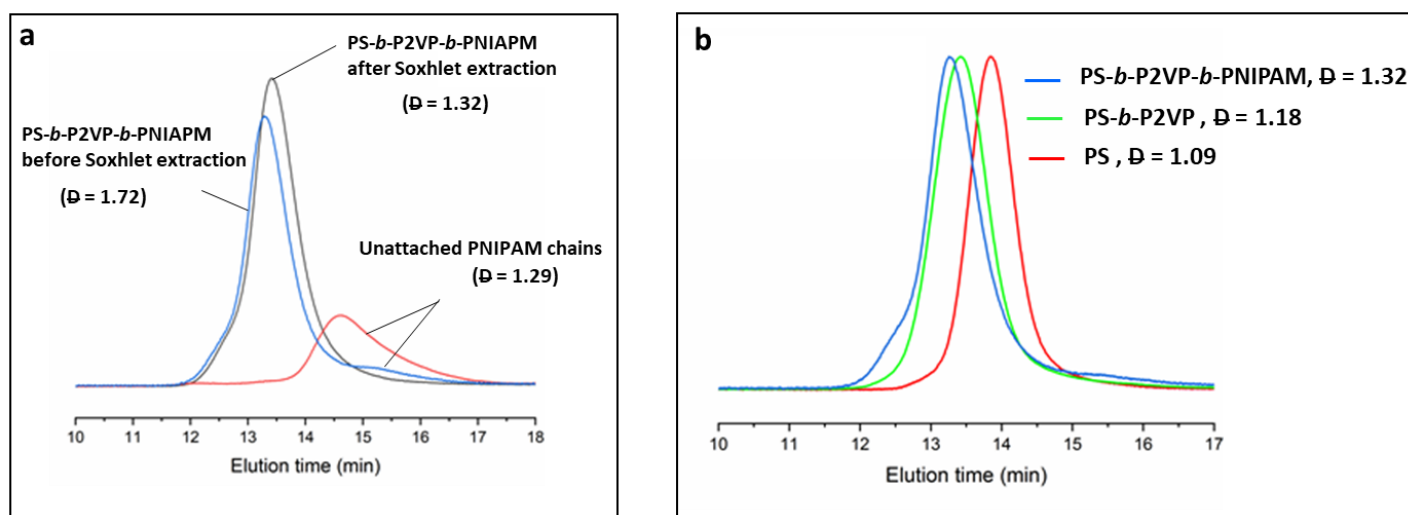 a
PS-b-P2VP-b-PNIAPM
after Soxhlet extraction
(Đ = 1.32)
PS-b-P2VP-b-PNIAPM
before Soxhlet extraction
(Đ = 1.72)
Unattached PNIPAM chains
(Đ = 1.29)
10 11 12 13 14 15 16 17 18
Elution time (min)
b
PS-b-P2VP-b-PNIPAM, Đ = 1.32
PS-b-P2VP , Đ = 1.18
PS , Đ = 1.09
10 11 12 13 14 15 16 17
Elution time (min)